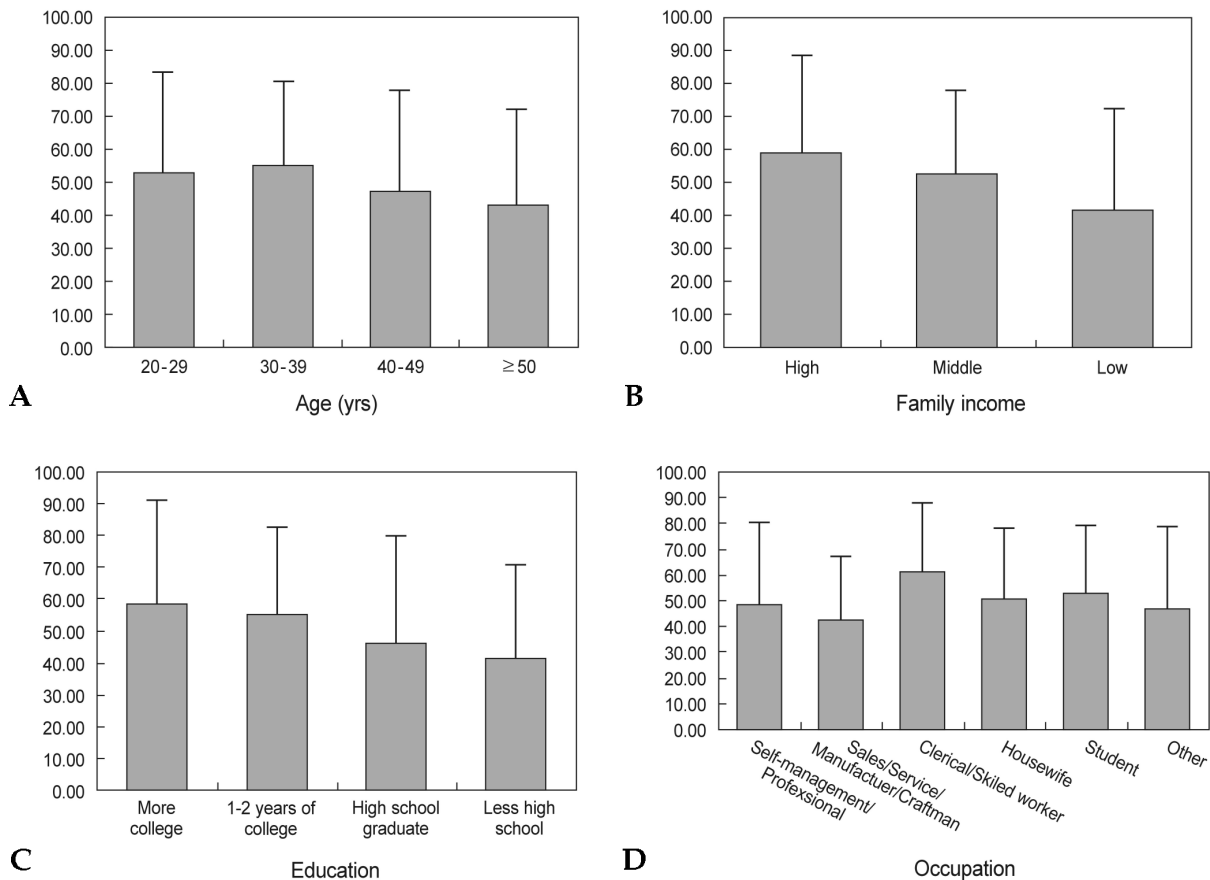 100.00
90.00
80.00
70.00
60.00
50.00
40.00
30.00
20.00
10.00
0.00
20-29
30-39
40-49
≥50
A
Age (yrs)
100.00
90.00
80.00
70.00
60.00
50.00
40.00
30.00
20.00
10.00
0.00
High
Middle
Low
B
Family income
100.00
90.00
80.00
70.00
60.00
50.00
40.00
30.00
20.00
10.00
0.00
More
college
1-2 years of
college
High school
graduate
Less high
school
C
Education
100.00
90.00
80.00
70.00
60.00
50.00
40.00
30.00
20.00
10.00
0.00
Self-management/
Profexsional
Sales/Service/
Manufactuer/Craftman
Clerical/Skiled worker
Housewife
Student
Other
D
Occupation